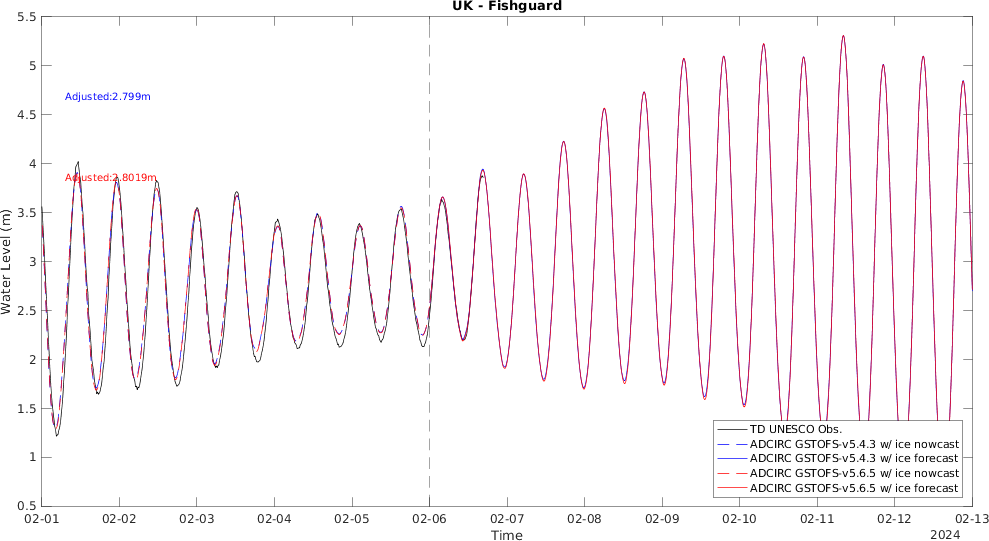 UK - Fishguard
5.5
5
4.5
4
3.5
3
2.5
2
1.5
1
0.5
Water Level (m)
Adjusted:2.799m
Adjusted:2.8019m
TD UNESCO Obs.
ADCIRC GSTOFS-v5.4.3 w/ ice nowcast
ADCIRC GSTOFS-v5.4.3 w/ ice forecast
ADCIRC GSTOFS-v5.6.5 w/ ice nowcast
ADCIRC GSTOFS-v5.6.5 w/ ice forecast
02-01 02-02 02-03 02-04 02-05 02-06 02-07 02-08 02-09 02-10 02-11 02-12 02-13
Time
2024